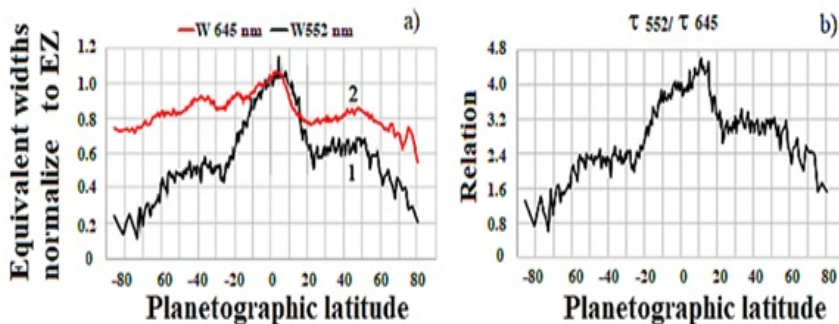 W 645 nm W552 nm a)
Equivalent widths
normalize to EZ
1.2
1.0
0.8
0.6
0.4
0.2
0
2
1
-80 -60 -40 -20 0 20 40 60 80
Planetographic latitude
τ 552/ τ 645 b)
Relation
4.8
4.0
3.2
2.4
1.6
0.8
0
-80 -60 -40 -20 0 20 40 60 80
Planetographic latitude